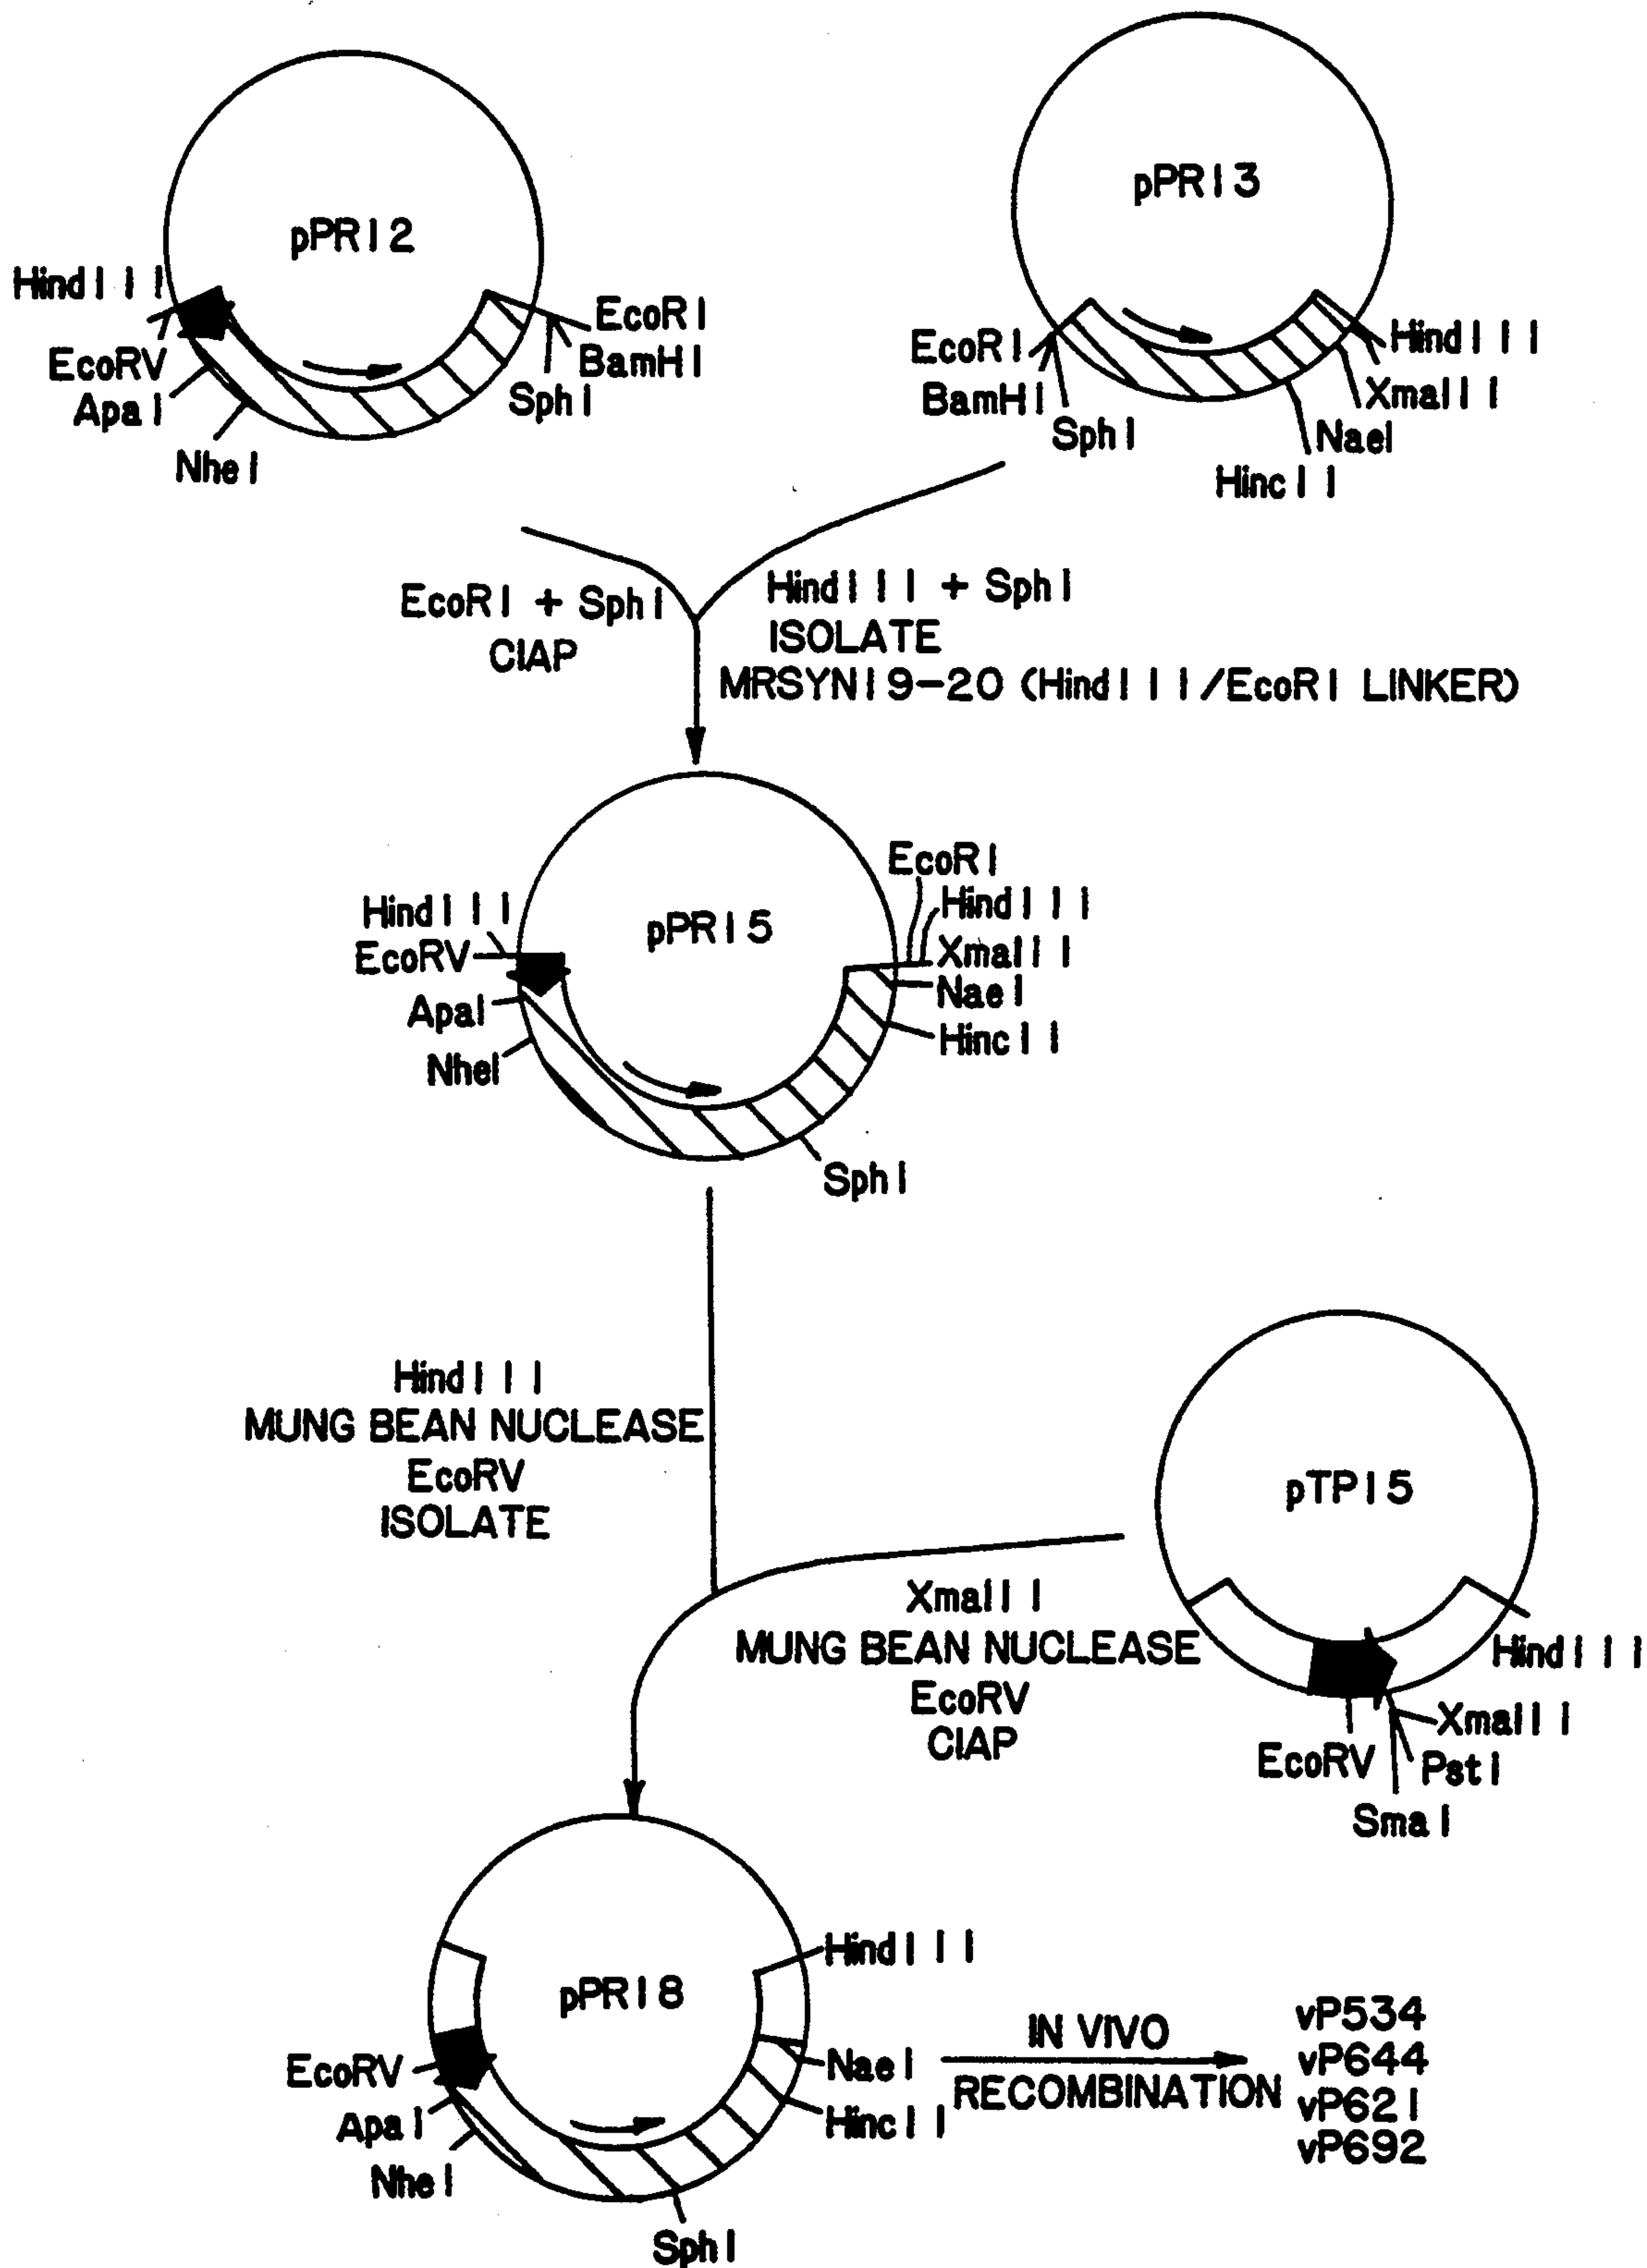 pPR12
HindIII
EcoRV
ApaI
NheI
EcoRI
BamHI
SphI
pPR13
EcoRI
BamHI
SphI
HindIII
XmaIII
NaeI
HincII
EcoRI + SphI
CIAP
HindIII + SphI
ISOLATE
MRSYN19-20 (HindIII/EcoRI LINKER)
pPR15
HindIII
EcoRV
ApaI
NheI
EcoRI
HindIII
XmaIII
NaeI
HincII
SphI
HindIII
MUNG BEAN NUCLEASE
EcoRV
ISOLATE
pTP15
HindIII
XmaIII
PstI
EcoRV
SmaI
XmaIII
MUNG BEAN NUCLEASE
EcoRV
CIAP
pPR18
HindIII
EcoRV
ApaI
NheI
NaeI
HincII
SphI
IN VIVO
RECOMBINATION
vP534
vP644
vP621
vP692